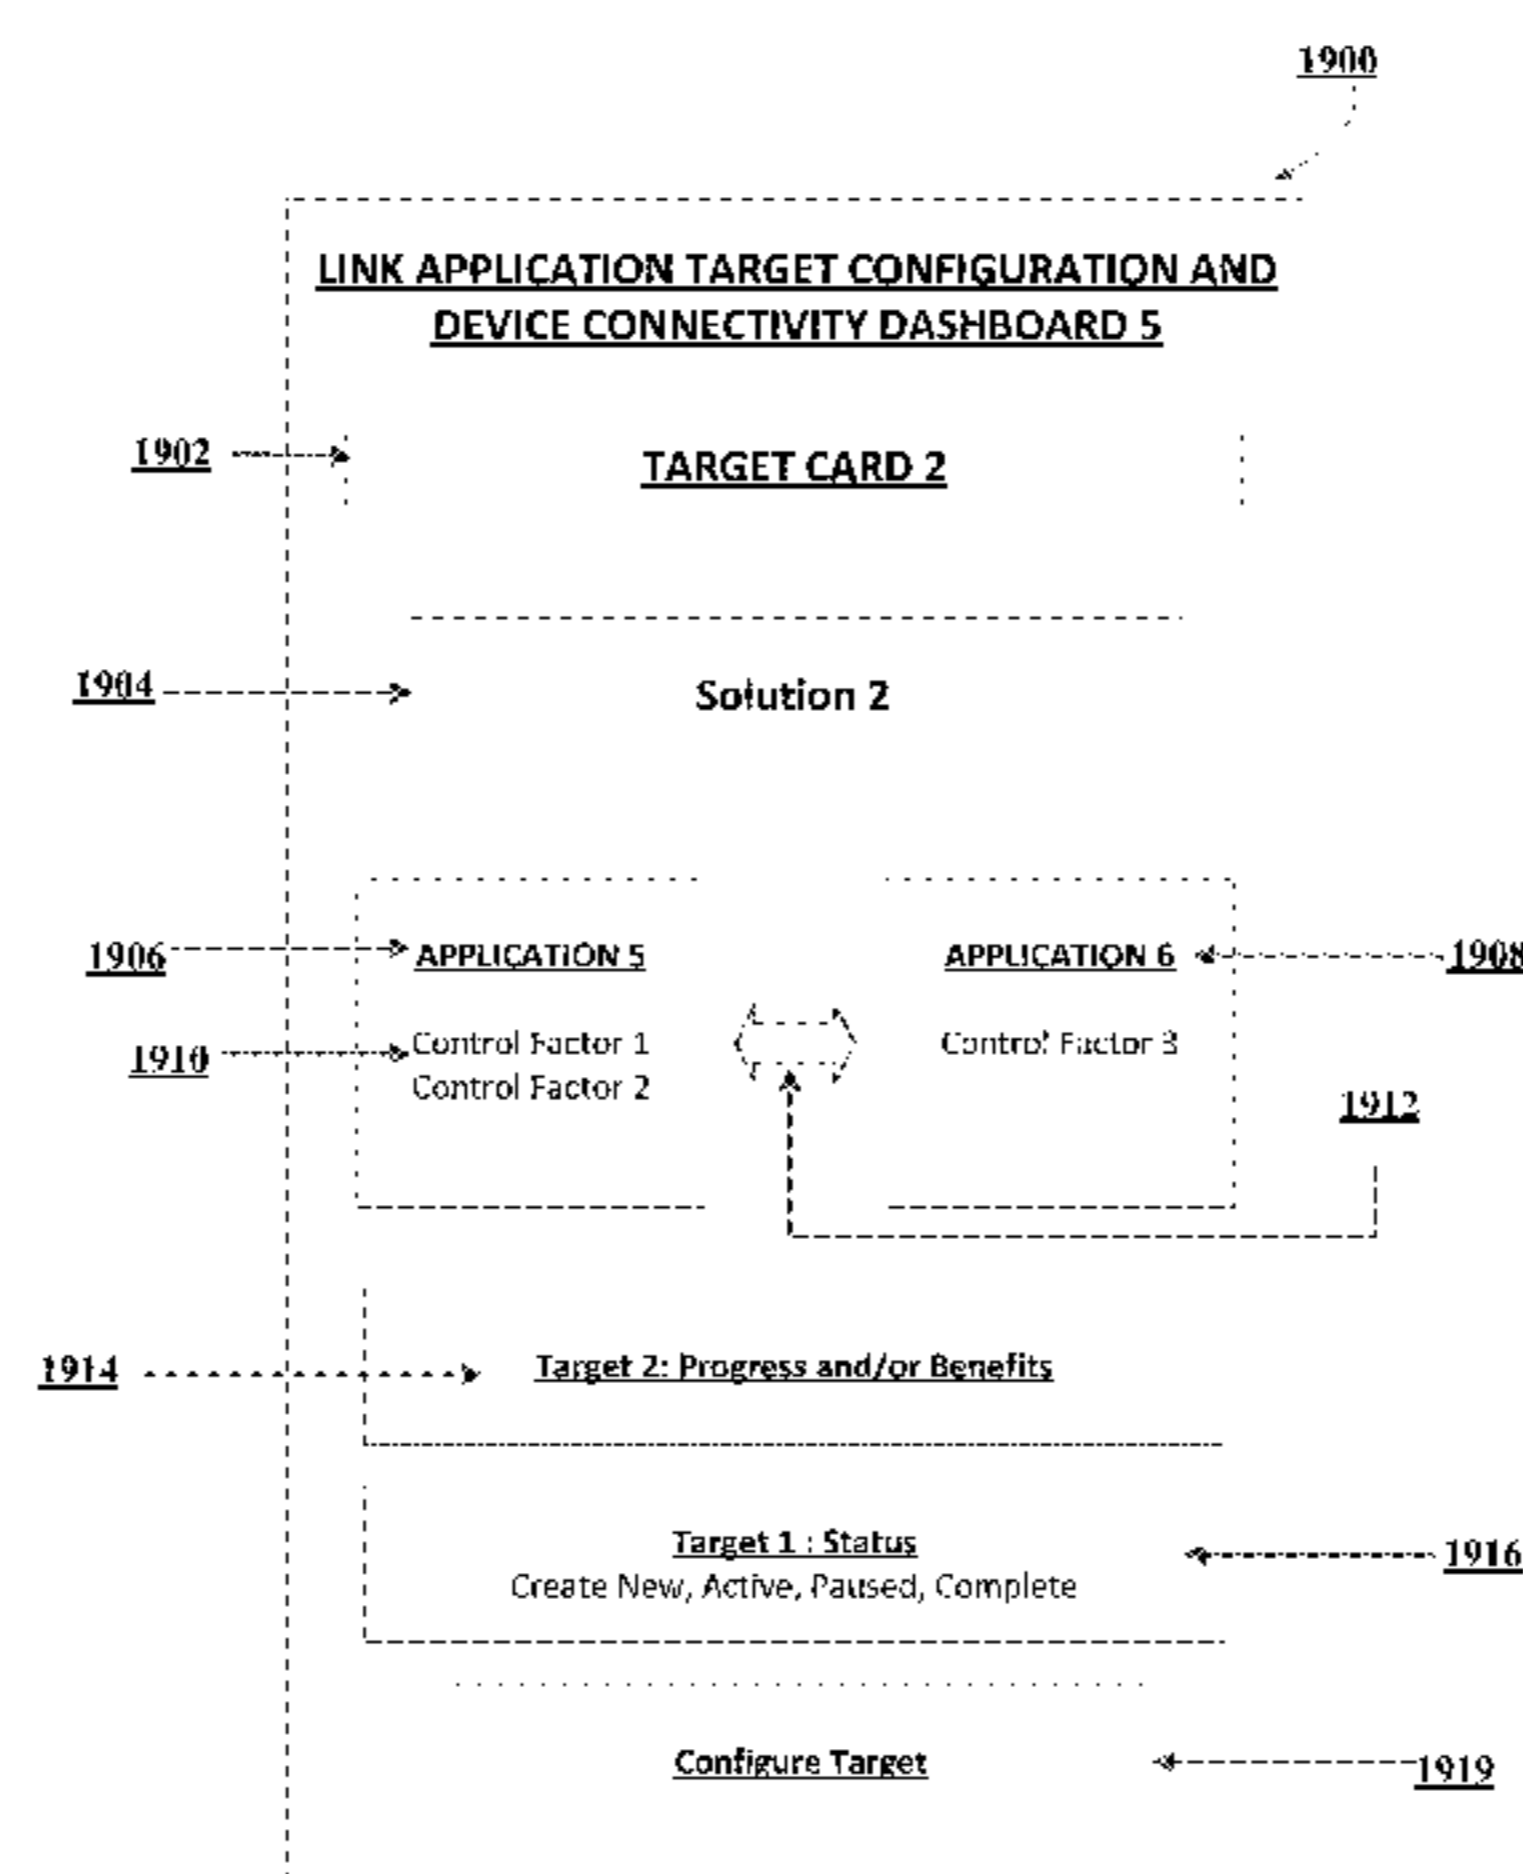 1900
LINK APPLICATION TARGET CONFIGURATION AND
DEVICE CONNECTIVITY DASHBOARD 5
1902
TARGET CARD 2
1904
Solution 2
1906
APPLICATION 5
APPLICATION 6
1908
1910
Control Factor 1
Control Factor 3
Control Factor 2
1912
1914
Target 2: Progress and/or Benefits
Target 1 : Status
1916
Create New, Active, Paused, Complete
Configure Target
1919